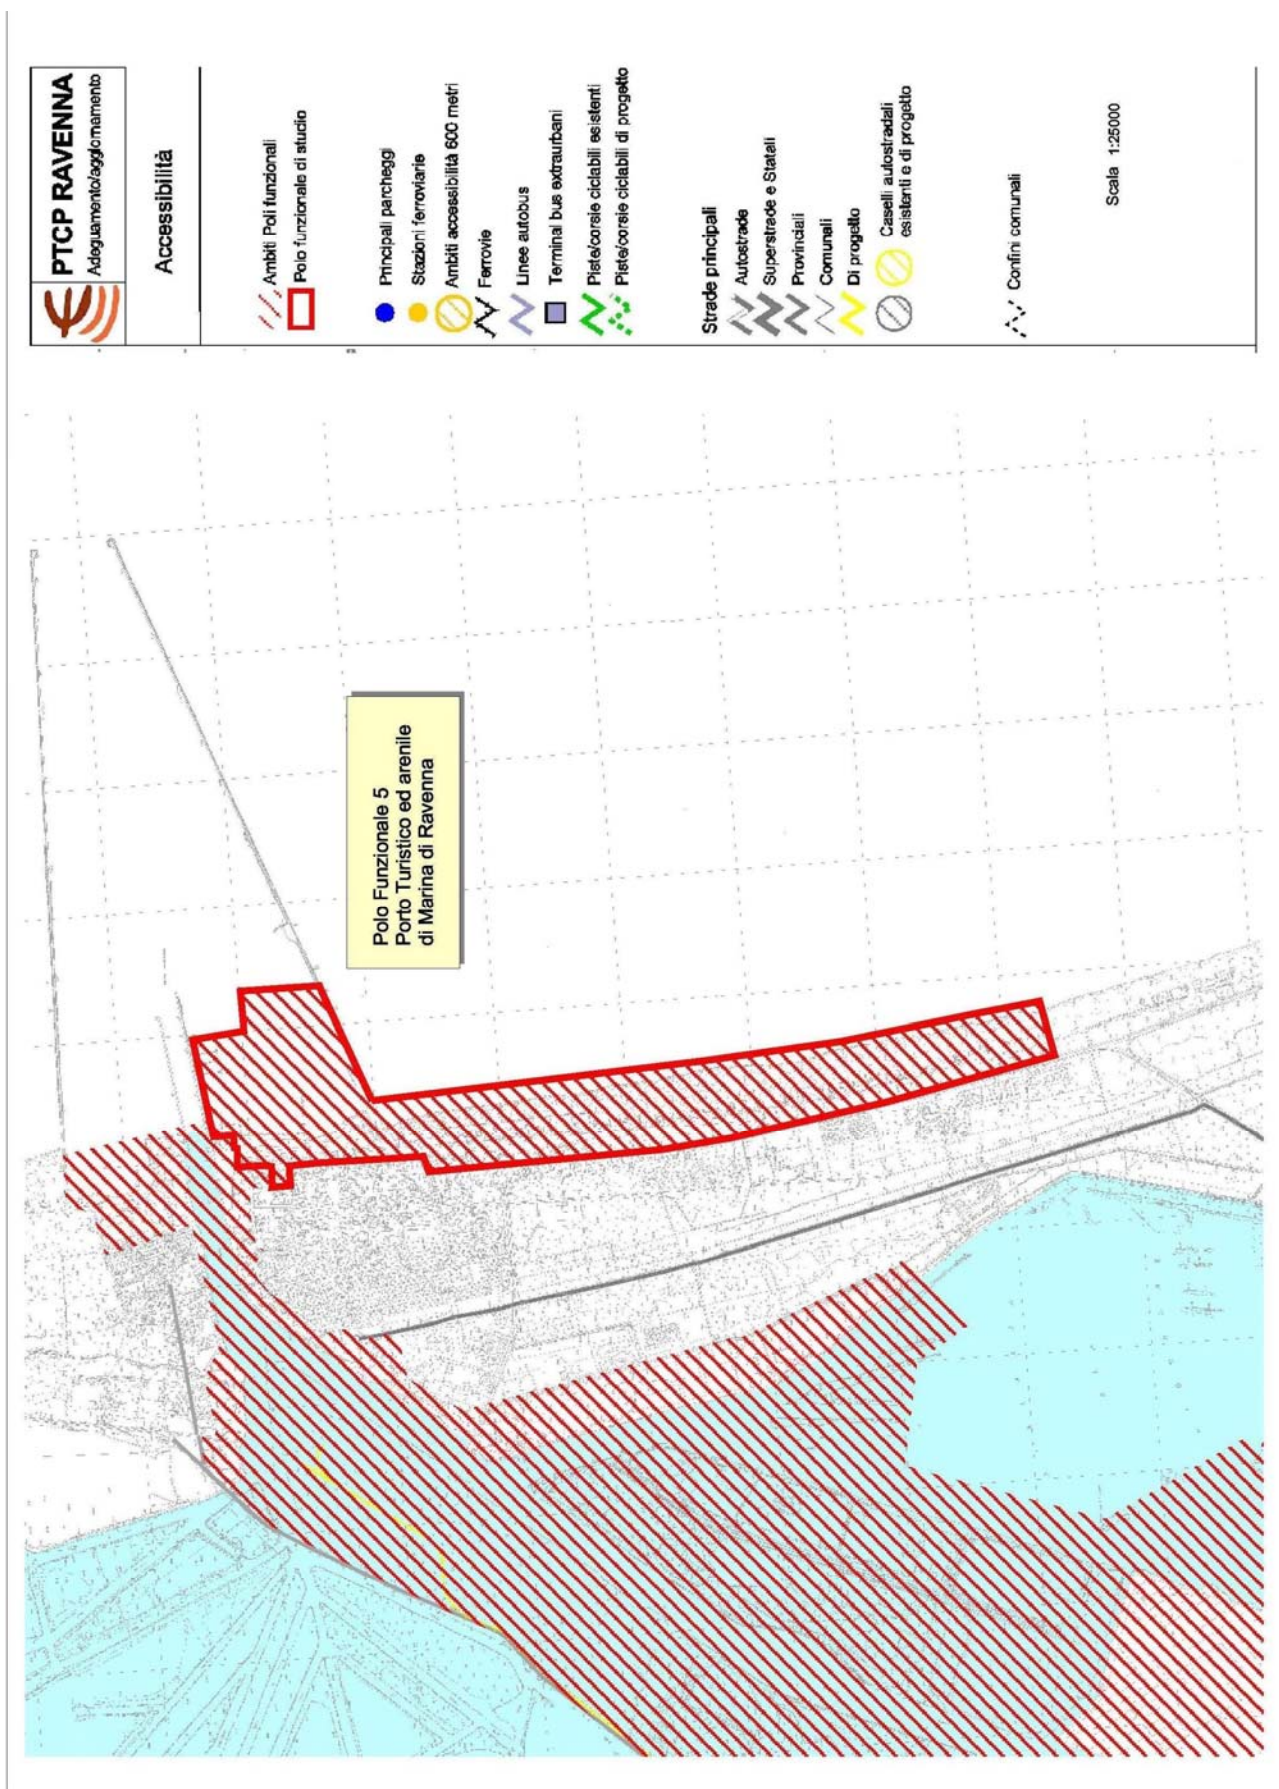 PTCP RAVENNA
Adeguamento/aggiornamento
Accessibilità
Ambiti Poli funzionali
Polo funzionale di studio
Principali parcheggi
Stazioni ferroviarie
Ambiti accessibilità 600 metri
Ferrovie
Linee autobus
Terminal bus extraurbani
Piste/corsie ciclabili esistenti
Piste/corsie ciclabili di progetto
Strade principali
Autostrade
Superstrade e Statali
Provinciali
Comunali
Di progetto
Caselli autostradali
esistenti e di progetto
Confini comunali
Scala 1:25000
Polo Funzionale 5
Porto Turistico ed arenile
di Marina di Ravenna